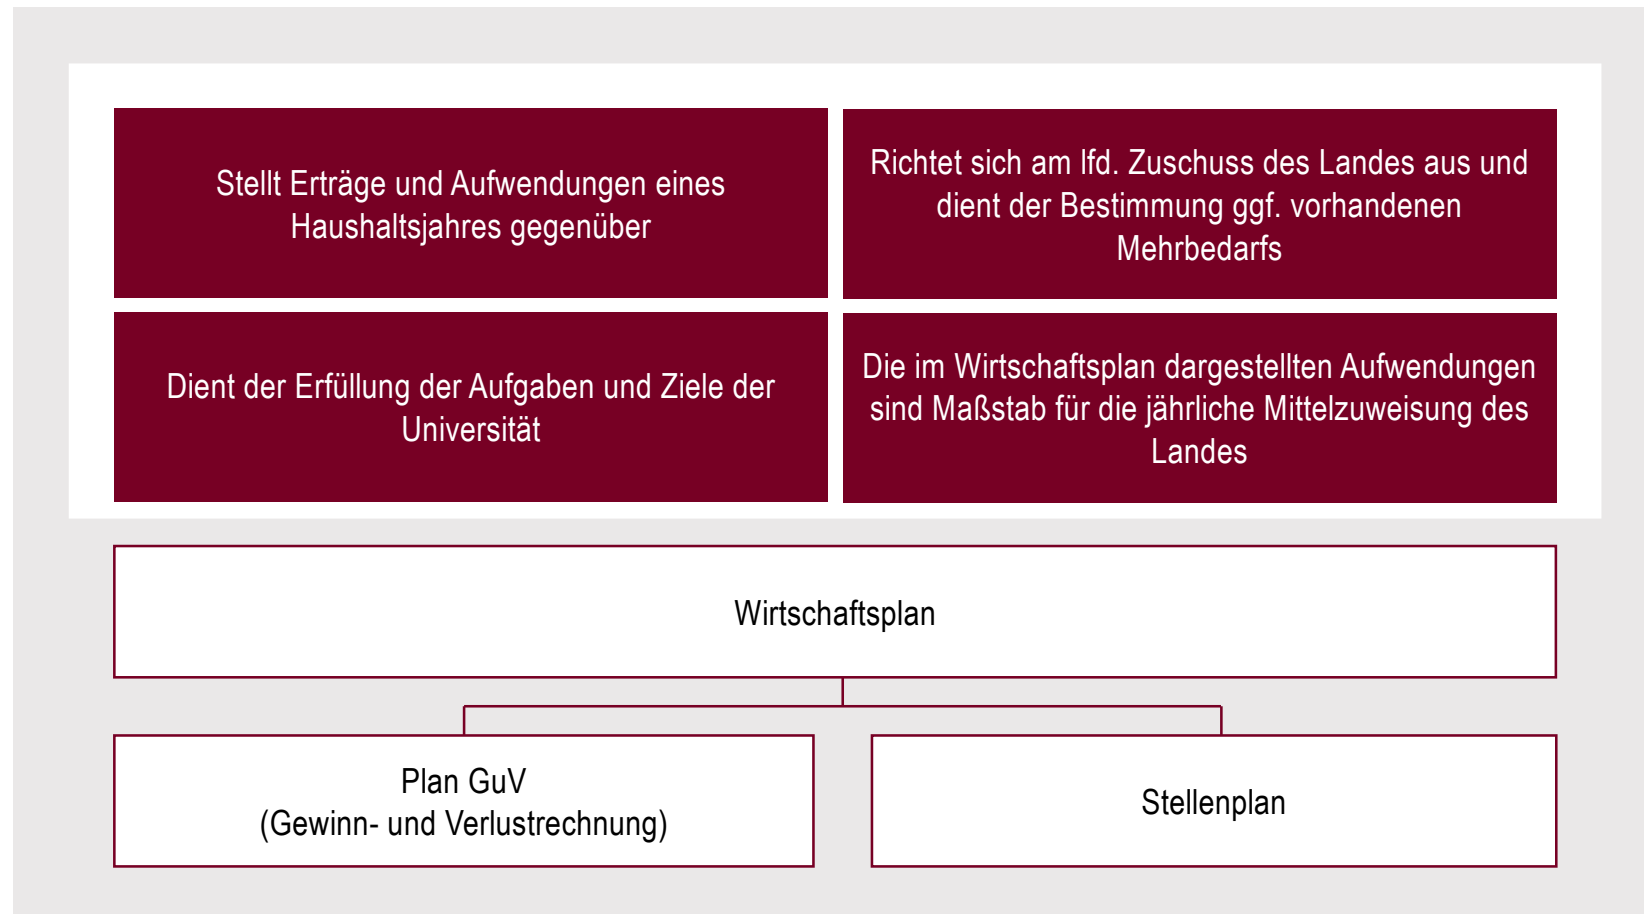 Stellt Erträge und Aufwendungen eines
Haushaltsjahres gegenüber
Richtet sich am lfd. Zuschuss des Landes aus und
dient der Bestimmung ggf. vorhandenen
Mehrbedarfs
Dient der Erfüllung der Aufgaben und Ziele der
Universität
Die im Wirtschaftsplan dargestellten Aufwendungen
sind Maßstab für die jährliche Mittelzuweisung des
Landes
Wirtschaftsplan
Plan GuV
(Gewinn- und Verlustrechnung)
Stellenplan